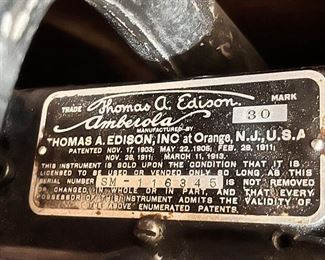 TRADE Thomas A. Edison. MARK
Amberola 30
MANUFACTURED BY
THOMAS A. EDISON, INC at Orange, N.J., U.S.A
PATENTED NOV. 17, 1903; MAY 22, 1906; FEB. 28, 1911;
NOV. 28, 1911; MARCH 11, 1913.
THIS INSTRUMENT IS SOLD UPON THE CONDITION THAT IT IS
LICENSED TO BE USED OR VENDED ONLY SO LONG AS THIS
SERIAL NUMBER SM-116345 IS NOT REMOVED
OR CHANGED, IN WHOLE OR IN PART, AND THAT EVERY
POSSESSOR OF THIS INSTRUMENT ADMITS THE VALIDITY OF
THE ABOVE ENUMERATED PATENTS.